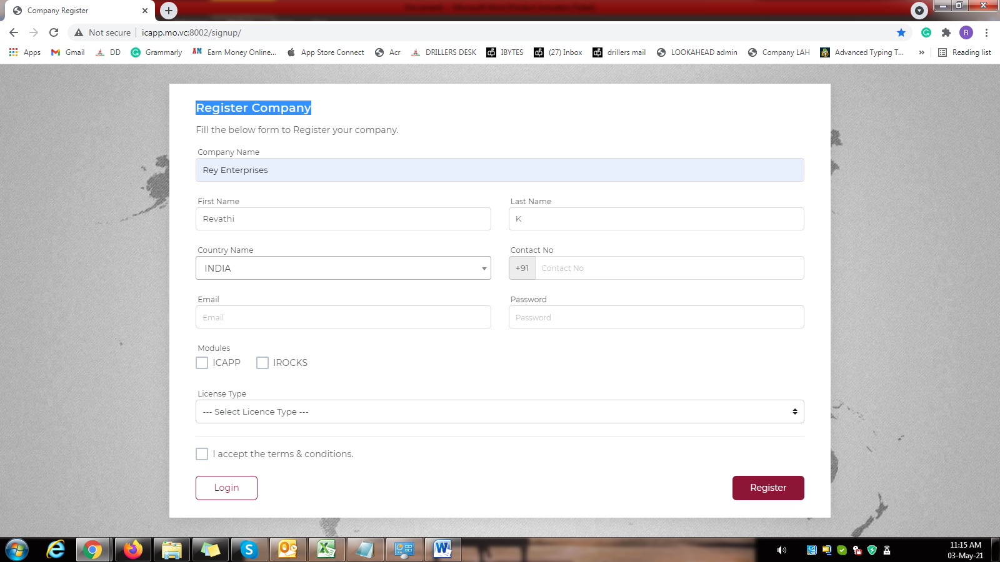 Company Register
Not secure icapp.mo.vc:8002/signup/
R
Apps Gmail DD Grammarly Earn Money Online... App Store Connect Acr DRILLERS DESK IBYTES (27) Inbox drillers mail LOOKAHEAD admin Company LAH Advanced Typing T... » Reading list
Register Company
Fill the below form to Register your company.
Company Name
Rey Enterprises
First Name Last Name
Revathi K
Country Name Contact No
INDIA +91 Contact No
Email Password
Email Password
Modules
ICAPP IROCKS
License Type
--- Select Licence Type ---
I accept the terms & conditions.
Login Register
11:15 AM
03-May-21